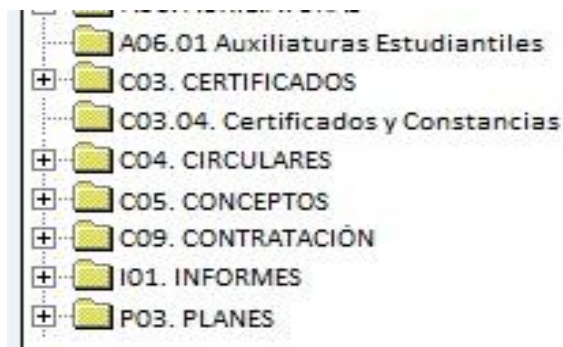 A06.01 Auxiliaturas Estudiantiles
C03. CERTIFICADOS
C03.04. Certificados y Constancias
C04. CIRCULARES
C05. CONCEPTOS
C09. CONTRATACIÓN
I01. INFORMES
P03. PLANES